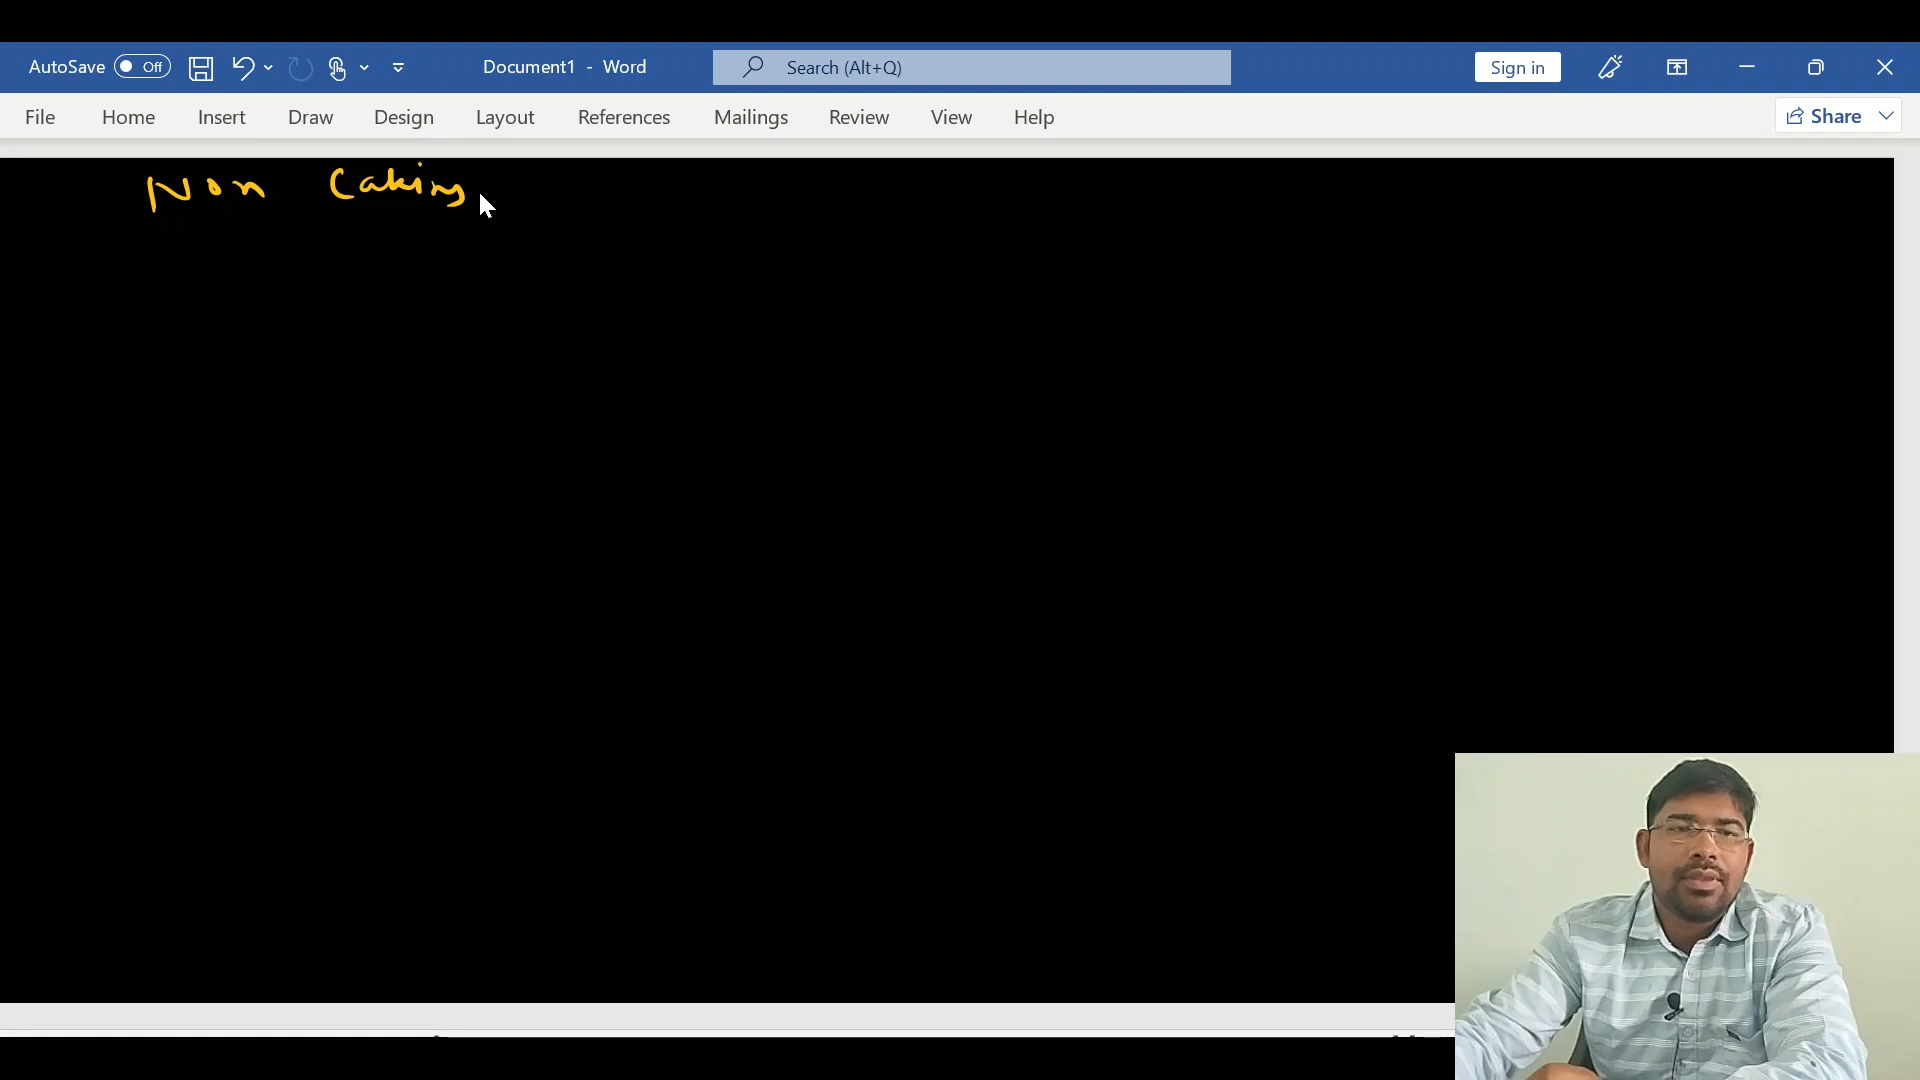 AutoSave Off Document1 - Word Search (Alt+Q) Sign in
File Home Insert Draw Design Layout References Mailings Review View Help Share
Non Caking